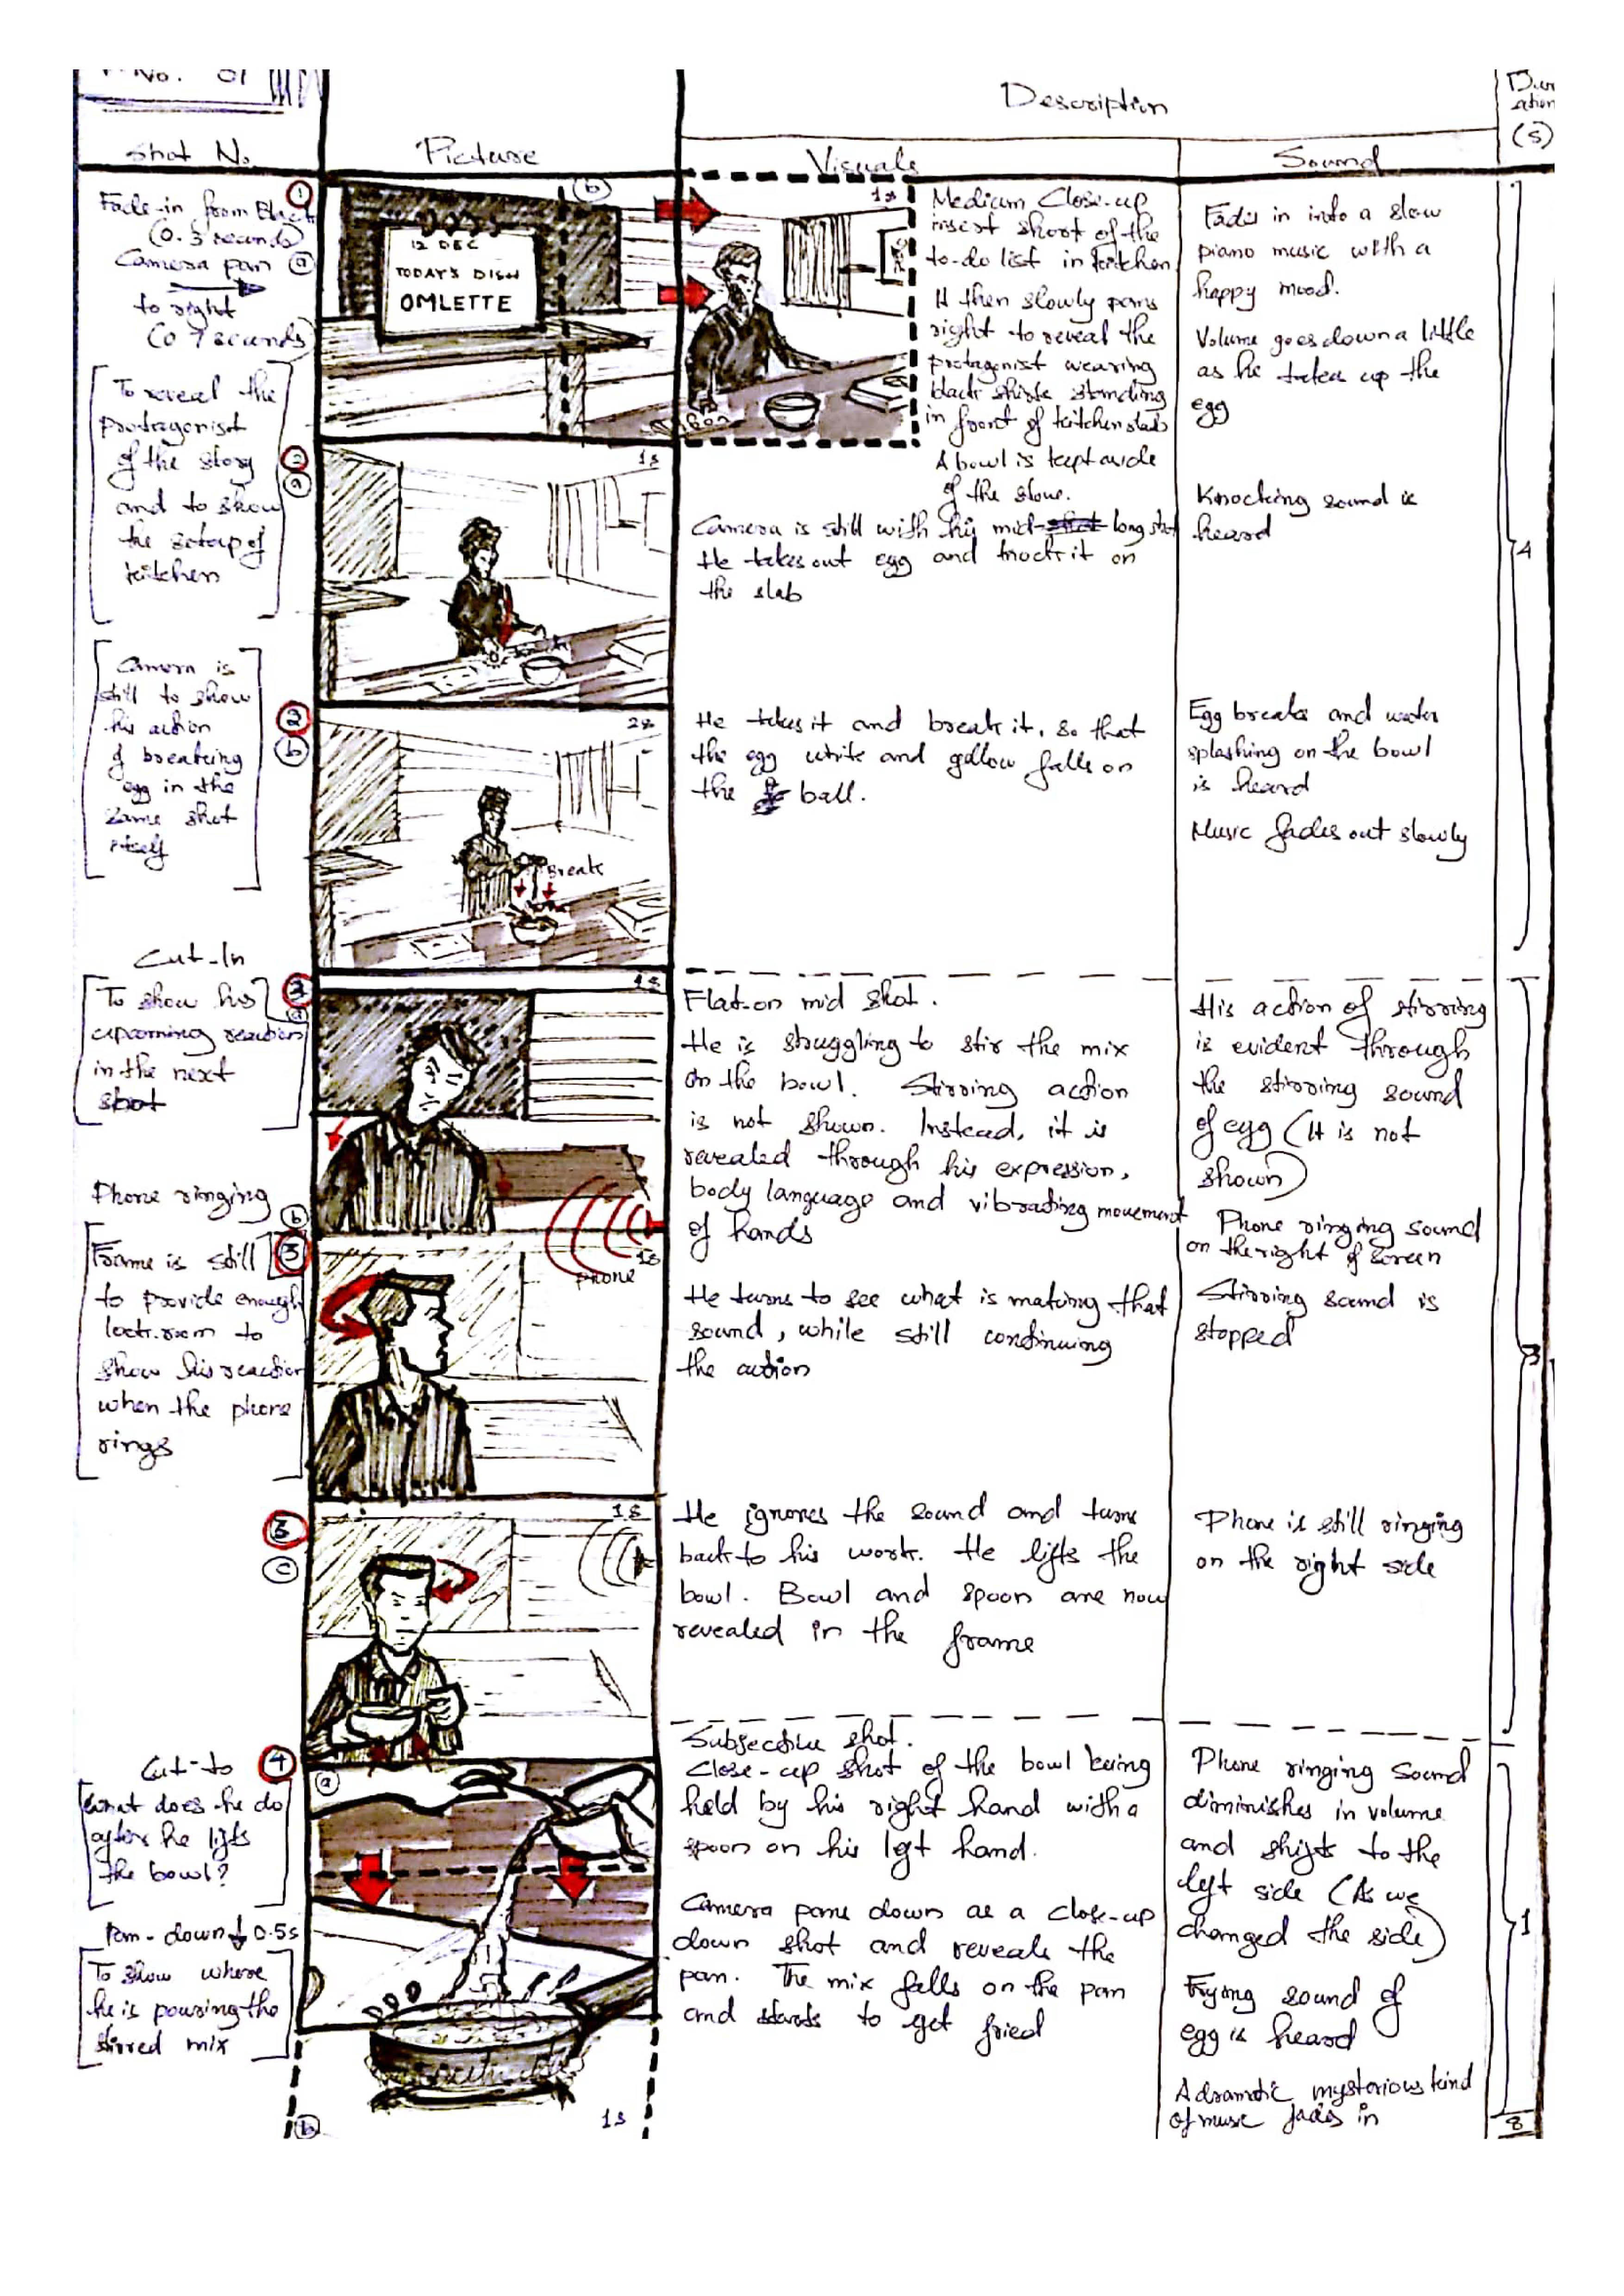 No. 01
Description
Dur
ation
(s)
Shot No.
Picture
Visuals
Sound
Fade-in from Black
(0.3 seconds)
Camera pan
to right
(0.7 seconds)
[To reveal the
protagonist
of the story
and to show
the setup of
kitchen]
1
a
b
12 DEC
TODAY'S DISH
OMLETTE
1s
Medium Close-up
insert short of the
to-do list in kitchen
It then slowly pans
right to reveal the
protagonist wearing
black shirt standing
in front of kitchen slab
A bowl is kept aside
of the stove.
Fades in into a slow
piano music with a
happy mood.
Volume goes down a little
as he takes up the
egg
2
a
1s
Camera is still with his mid-shot long shot
He takes out egg and knock it on
the slab
Knocking sound is
heard
4
[Camera is
still to show
his action
of breaking
egg in the
same shot
itself]
2
b
2s
Break
He takes it and break it, so that
the egg white and yellow falls on
the ball.
Egg breaks and water
splashing on the bowl
is heard
Music fades out slowly
Cut-In
[To show his
upcoming reaction
in the next
shot]
3
a
1s
Flat-on mid shot.
He is struggling to stir the mix
on the bowl. Stirring action
is not shown. Instead, it is
revealed through his expression,
body language and vibrating movement
of hands
His action of stirring
is evident through
the stirring sound
of egg (It is not
shown)
Phone ringing sound
on the right of screen
Phone ringing
b
3
[Frame is still
to provide enough
look-room to
show his reaction
when the phone
rings]
1s
Phone
He turns to see what is making that
sound, while still continuing
the action
Stirring sound is
stopped
3
3
c
1s
He ignores the sound and turns
back to his work. He lifts the
bowl. Bowl and spoon are now
revealed in the frame
Phone is still ringing
on the right side
Cut-to
4
a
[What does he do
after he lifts
the bowl?]
Subjective shot.
Close-up shot of the bowl being
held by his right hand with a
spoon on his left hand.
Phone ringing sound
diminishes in volume
and shifts to the
left side (As we
changed the side)
Pan-down ↓ 0.5s
[To show where
he is pouring the
stirred mix]
Camera pans down as a close-up
down shot and reveals the
pan. The mix falls on the pan
and starts to get fried
Frying sound of
egg is heard
A dramatic mysterious kind
of music fades in
1
b
1s
8